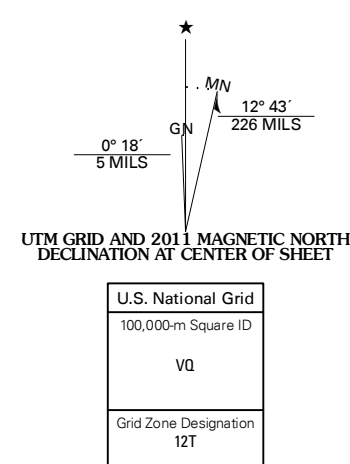 ★
MN
12° 43´
226 MILS
GN
0° 18´
5 MILS
UTM GRID AND 2011 MAGNETIC NORTH
DECLINATION AT CENTER OF SHEET
U.S. National Grid
100,000-m Square ID
VQ
Grid Zone Designation
12T